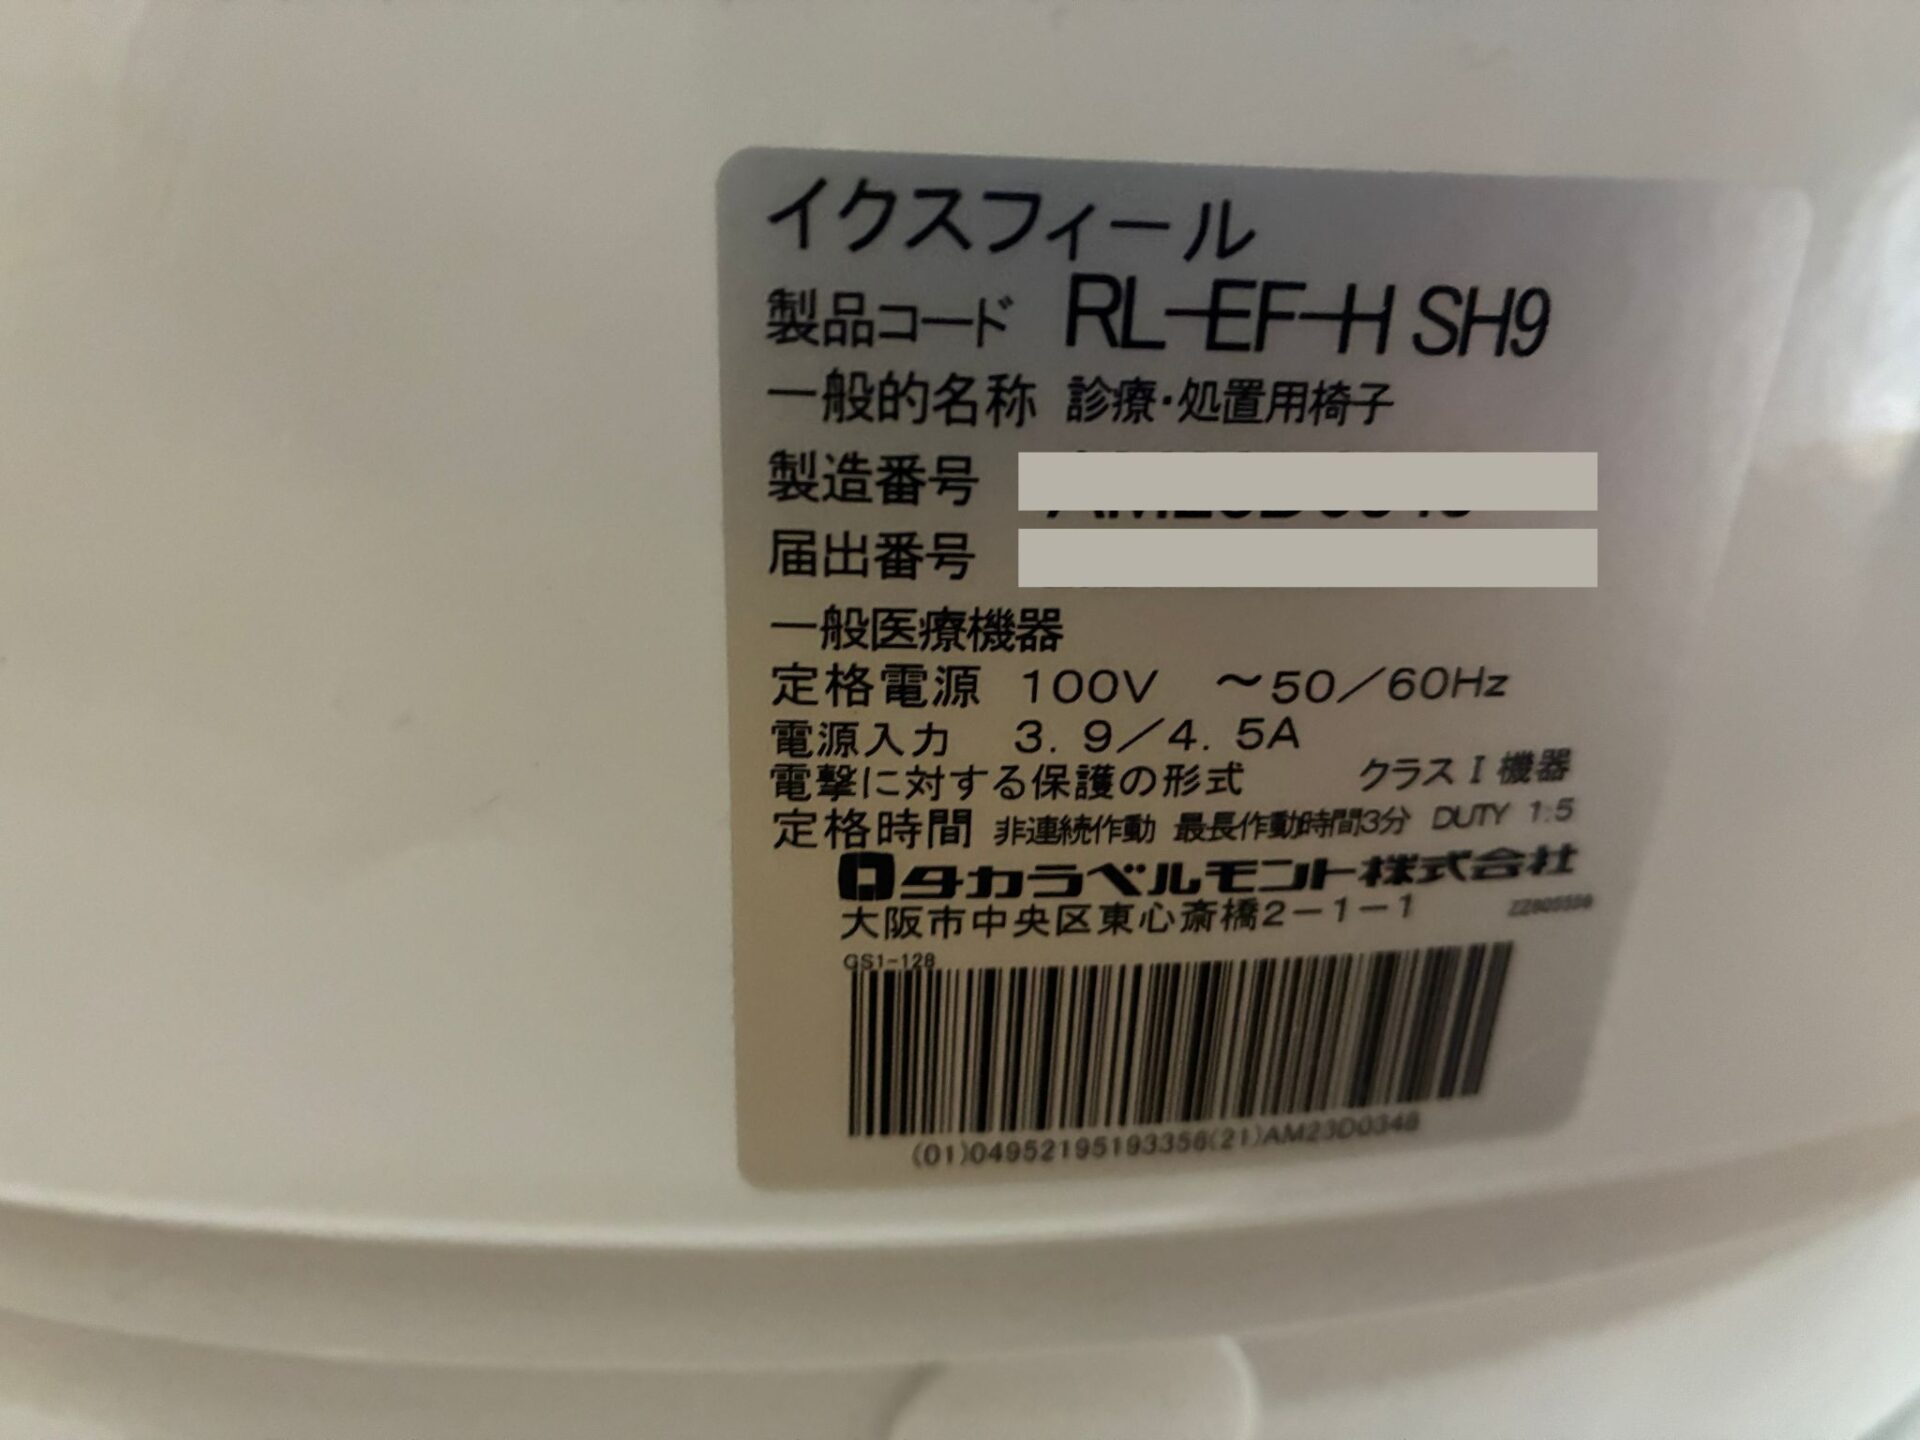 イクスフィール
製品コード RL-EF-H SH9
一般的名称 診療・処置用椅子
製造番号
届出番号
一般医療機器
定格電源 100V ～50／60Hz
電源入力 3．9／4．5A
電撃に対する保護の形式 クラスⅠ機器
定格時間 非連続作動 最長作動時間3分 DUTY 1:5
タカラベルモント株式会社
大阪市中央区東心斎橋2－1－1
GS1-128
(01)04952195193356(21)AM23D0348